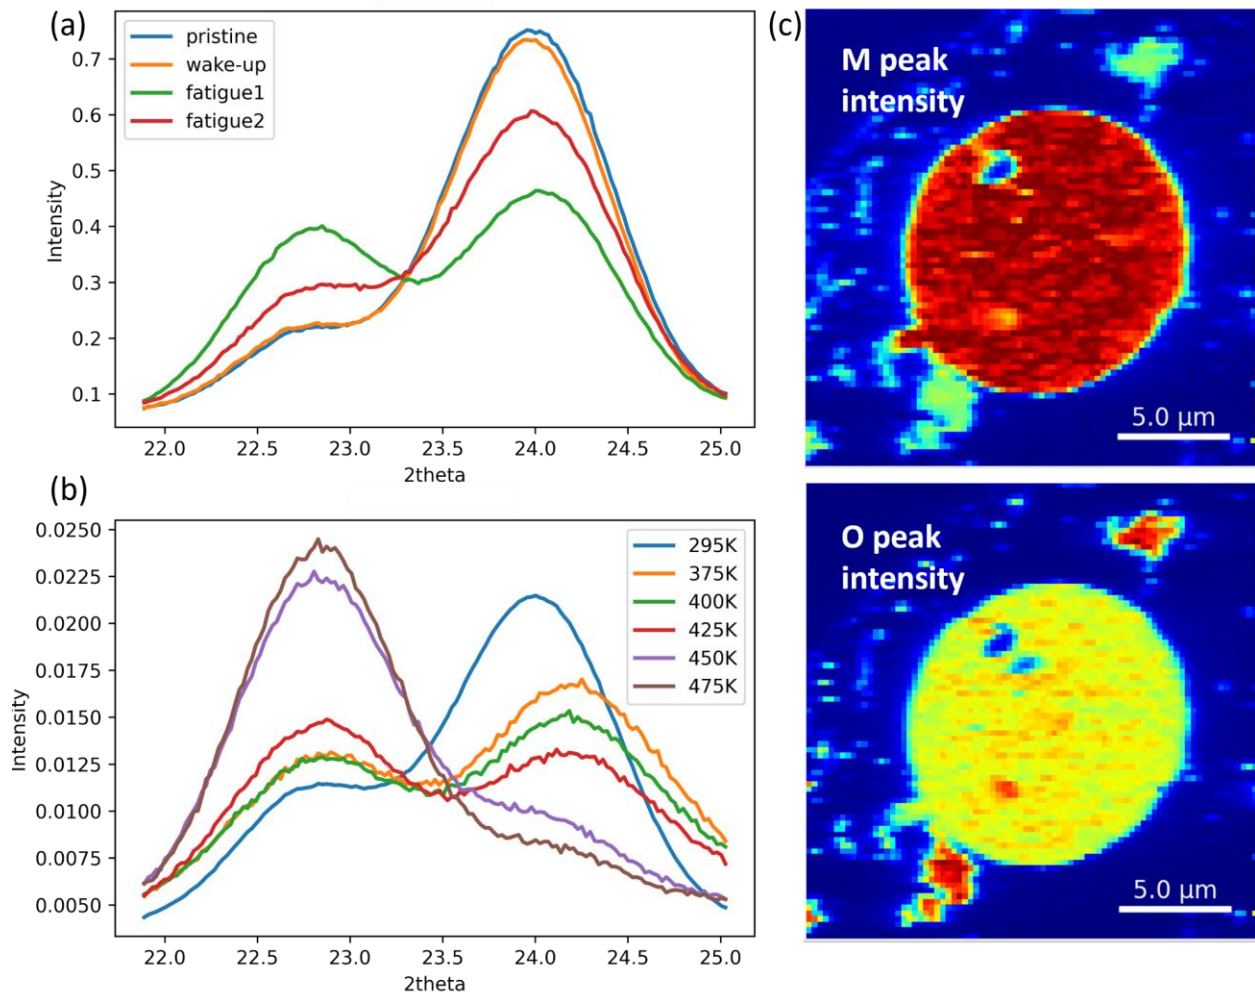 (a)
pristine
wake-up
fatigue1
fatigue2
Intensity
0.7
0.6
0.5
0.4
0.3
0.2
0.1
22.0 22.5 23.0 23.5 24.0 24.5 25.0
2theta
(b)
295K
375K
400K
425K
450K
475K
Intensity
0.0250
0.0225
0.0200
0.0175
0.0150
0.0125
0.0100
0.0075
0.0050
22.0 22.5 23.0 23.5 24.0 24.5 25.0
2theta
(c)
M peak
intensity
5.0 μm
O peak
intensity
5.0 μm